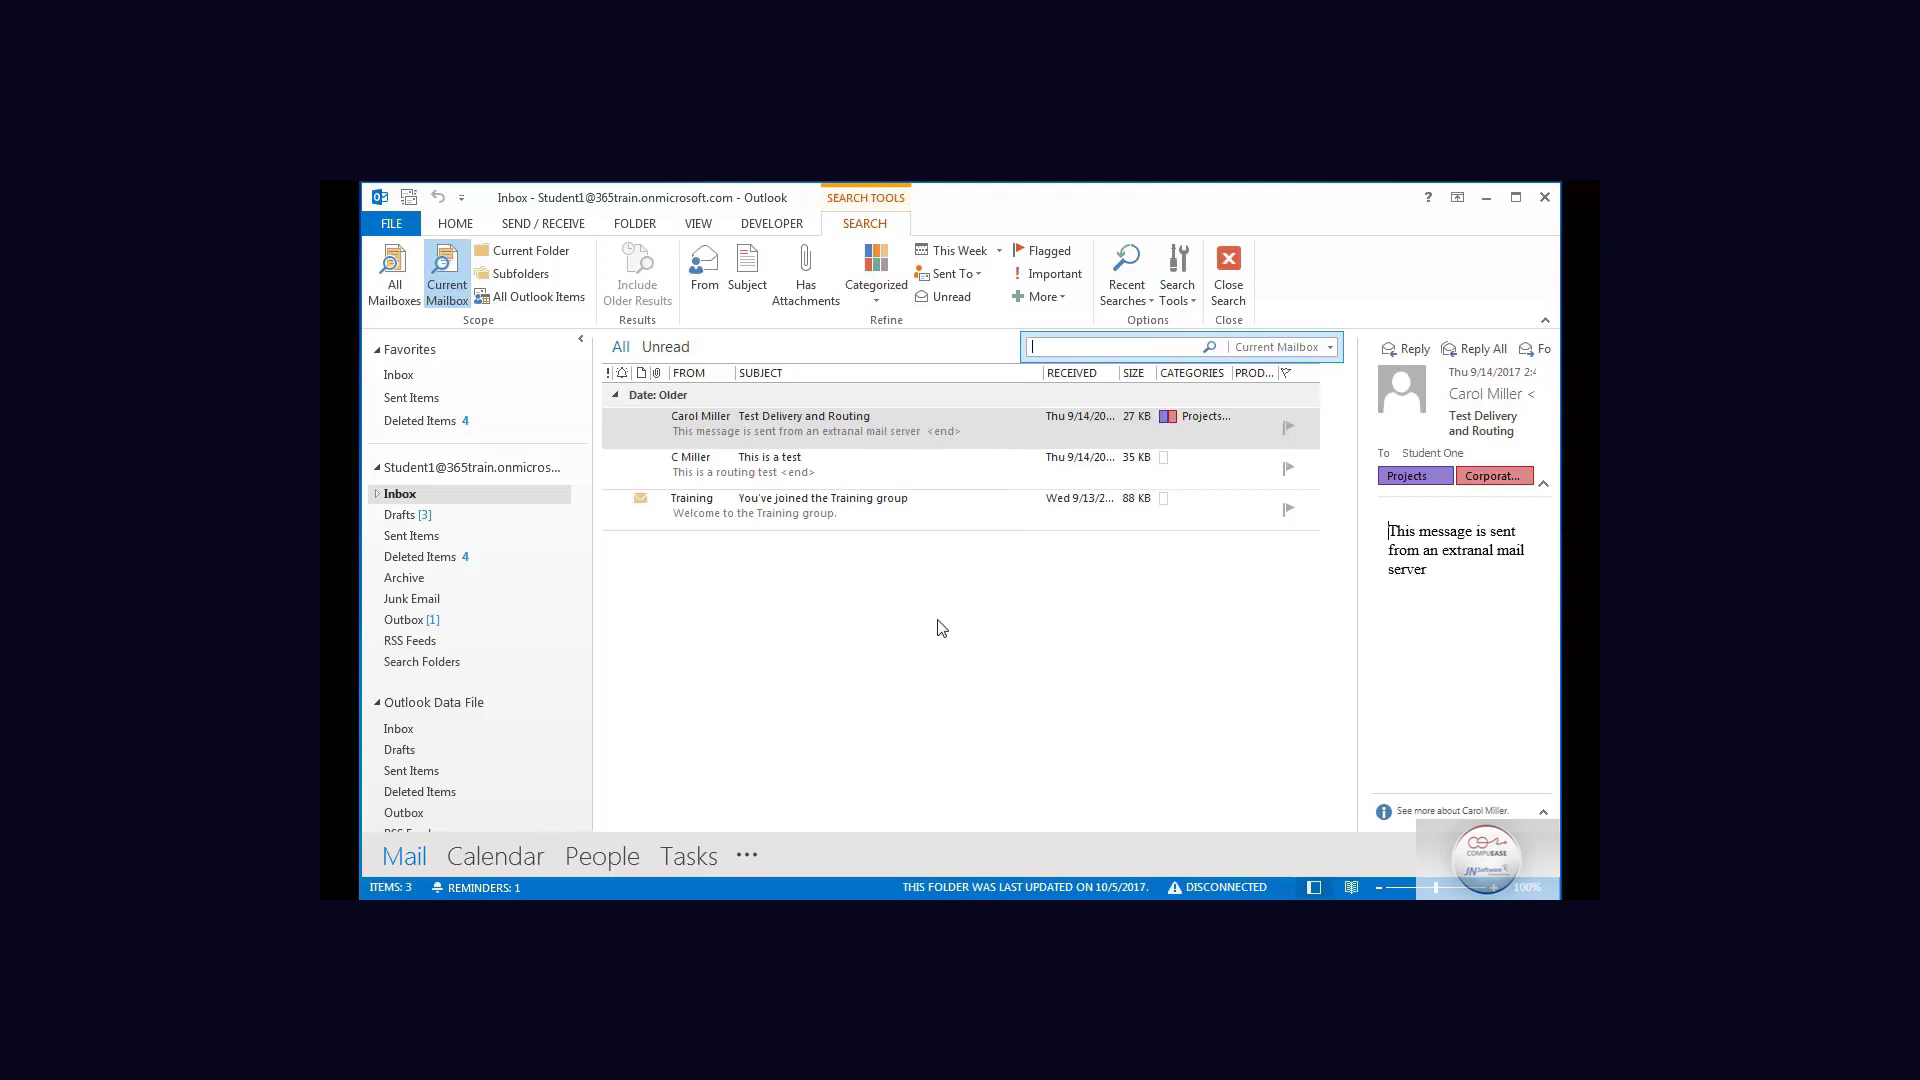 Inbox - Student1@365train.onmicrosoft.com - Outlook
SEARCH TOOLS
?
FILE HOME SEND / RECEIVE FOLDER VIEW DEVELOPER SEARCH
All Mailboxes
Current Mailbox
Current Folder
Subfolders
All Outlook Items
Scope
Include Older Results
Results
From
Subject
Has Attachments
Categorized
This Week
Sent To
Unread
Flagged
! Important
More
Refine
Recent Searches
Search Tools
Options
Close Search
Close
Favorites
Inbox
Sent Items
Deleted Items 4
Student1@365train.onmicros...
Inbox
Drafts [3]
Sent Items
Deleted Items 4
Archive
Junk Email
Outbox [1]
RSS Feeds
Search Folders
Outlook Data File
Inbox
Drafts
Sent Items
Deleted Items
Outbox
All Unread
Current Mailbox
! FROM SUBJECT RECEIVED SIZE CATEGORIES PROD...
Date: Older
Carol Miller Test Delivery and Routing Thu 9/14/20... 27 KB Projects...
This message is sent from an extranal mail server <end>
C Miller This is a test Thu 9/14/20... 35 KB
This is a routing test <end>
Training You've joined the Training group Wed 9/13/2... 88 KB
Welcome to the Training group.
Reply Reply All Fo
Thu 9/14/2017 2:4
Carol Miller <
Test Delivery
and Routing
To Student One
Projects Corporat...
This message is sent
from an extranal mail
server
See more about Carol Miller.
Mail Calendar People Tasks ...
COMPUEASE
JNSoftware
ITEMS: 3 REMINDERS: 1 THIS FOLDER WAS LAST UPDATED ON 10/5/2017. DISCONNECTED 100%